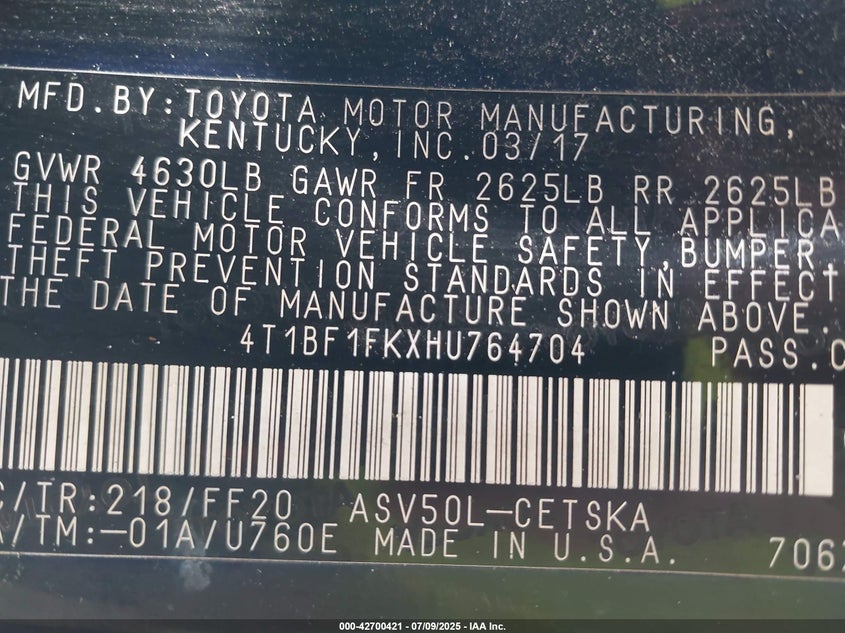 MFD.BY:TOYOTA MOTOR MANUFACTURING,
KENTUCKY,INC.03/17
GVWR 4630LB GAWR FR 2625LB RR 2625LB
THIS VEHICLE CONFORMS TO ALL APPLICA
FEDERAL MOTOR VEHICLE SAFETY,BUMPER,
THEFT PREVENTION STANDARDS IN EFFECT
THE DATE OF MANUFACTURE SHOWN ABOVE.
4T1BF1FKXHU764704 PASS.C
C/TR:218/FF20 ASV50L-CETSKA
A/TM:-01A/U760E MADE IN U.S.A. 706
000-42700421 | 07/09/2025 - IAA Inc.